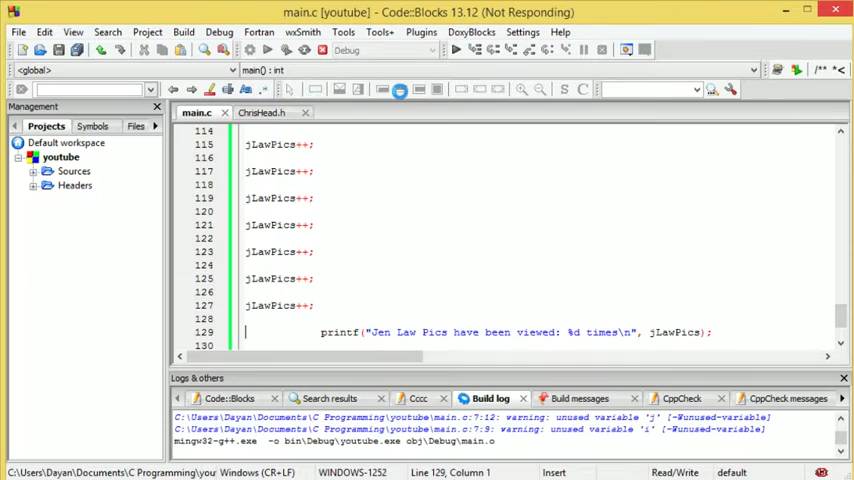 main.c [youtube] - Code::Blocks 13.12 (Not Responding)
File Edit View Search Project Build Debug Fortran wxSmith Tools Tools+ Plugins DoxyBlocks Settings Help
Debug
<global> main() : int
/** *<
Aa .*
S C
Management
Projects Symbols Files
main.c ChrisHead.h
Default workspace
youtube
Sources
Headers
114
115 jLawPics++;
116
117 jLawPics++;
118
119 jLawPics++;
120
121 jLawPics++;
122
123 jLawPics++;
124
125 jLawPics++;
126
127 jLawPics++;
128
129 printf("Jen Law Pics have been viewed: %d times\n", jLawPics);
130
Logs & others
Code::Blocks Search results Cccc Build log Build messages CppCheck CppCheck messages
C:\Users\Dayan\Documents\C Programming\youtube\main.c:7:12: warning: unused variable 'j' [-Wunused-variable]
C:\Users\Dayan\Documents\C Programming\youtube\main.c:7:9: warning: unused variable 'i' [-Wunused-variable]
mingw32-g++.exe -o bin\Debug\youtube.exe obj\Debug\main.o
C:\Users\Dayan\Documents\C Programming\you Windows (CR+LF) WINDOWS-1252 Line 129, Column 1 Insert Read/Write default